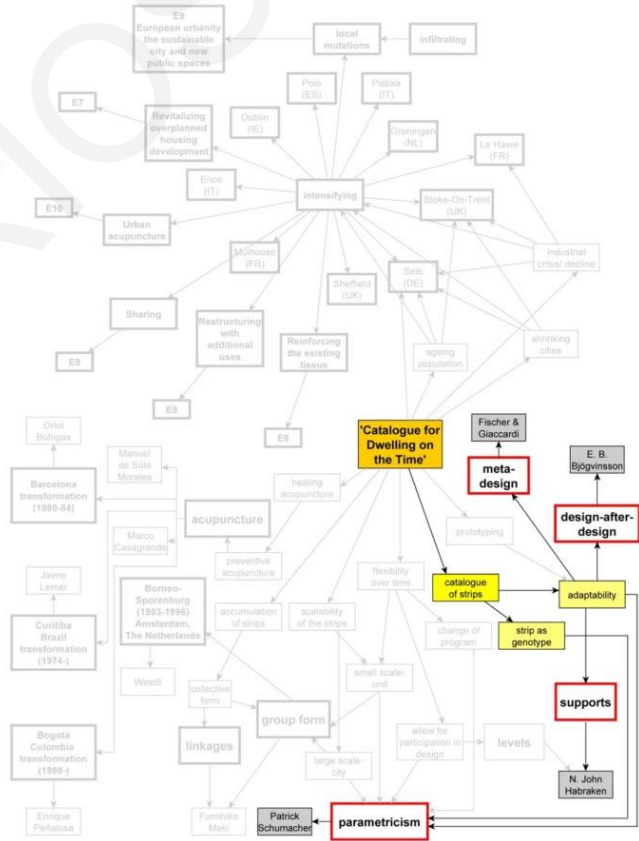 E9
European urbanity
the sustainable
city and new
public spaces
local
mutations
infiltrating
Poio
(ES)
Pistoia
(IT)
E7
Revitalizing
overplanned
housing
development
Dublin
(IE)
Groningen
(NL)
Le Havre
(FR)
Erice
(IT)
intensifying
Stoke-On-Trent
(UK)
E10
Urban
acupuncture
Mulhouse
(FR)
industrial
crisis/ decline
Sheffield
(UK)
Selb
(DE)
Sharing
Restructuring
with
additional
uses
Reinforcing
the existing
tissue
ageing
population
shrinking
cities
E9
E8
E8
Oriol
Bohigas
Manuel
de Sola
Morales
'Catalogue for
Dwelling on
the Time'
Fischer &
Giaccardi
E. B.
Bjögvinsson
meta-
design
Barcelona
transformation
(1980-84)
healing
acupuncture
design-after-
design
acupuncture
prototyping
Marco
Casagrande
preventive
acupuncture
Jaime
Lerner
Borneo-
Sporenburg
(1993-1996)
Amsterdam,
The Netherlands
flexibility
over time
catalogue
of strips
adaptability
accumulation
of strips
scalability
of the strips
change of
program
strip as
genotype
Curitiba
Brazil
transformation
(1974-)
West8
collective
form
small scale-
unit
supports
group form
linkages
allow for
participation in
design
levels
Bogota
Colombia
transformation
(1998-)
large scale-
city
N. John
Habraken
Enrique
Peñalosa
Fumihiko
Maki
Patrick
Schumacher
parametricism